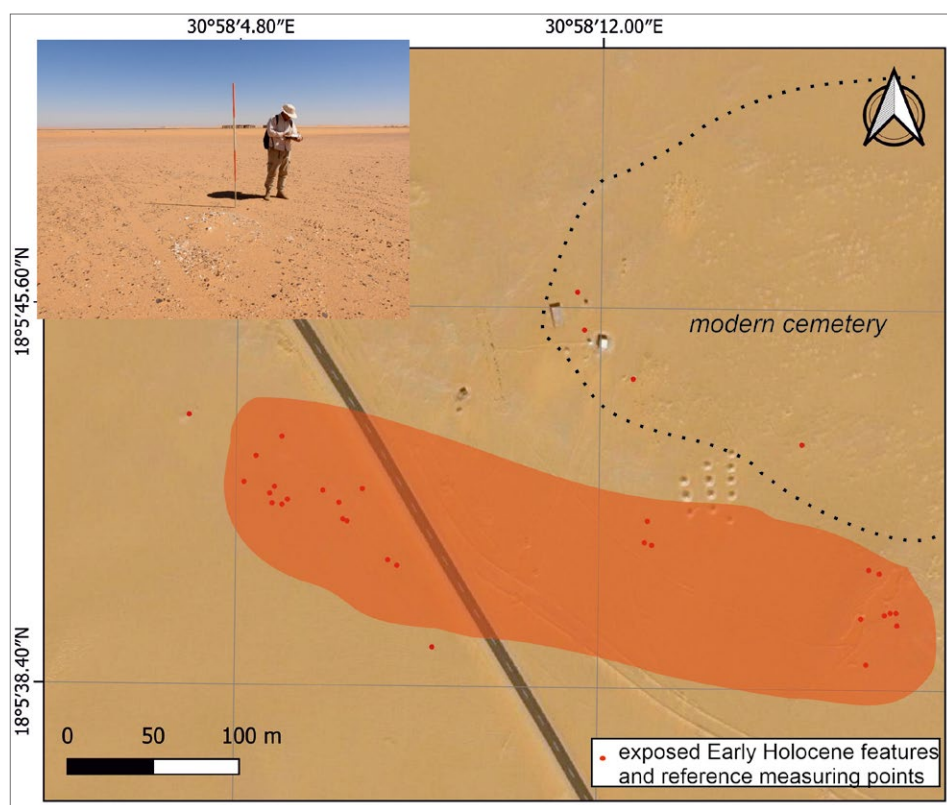 30°58′4.80″E 30°58′12.00″E
18°5′45.60″N
modern cemetery
18°5′38.40″N
0 50 100 m
exposed Early Holocene features
and reference measuring points